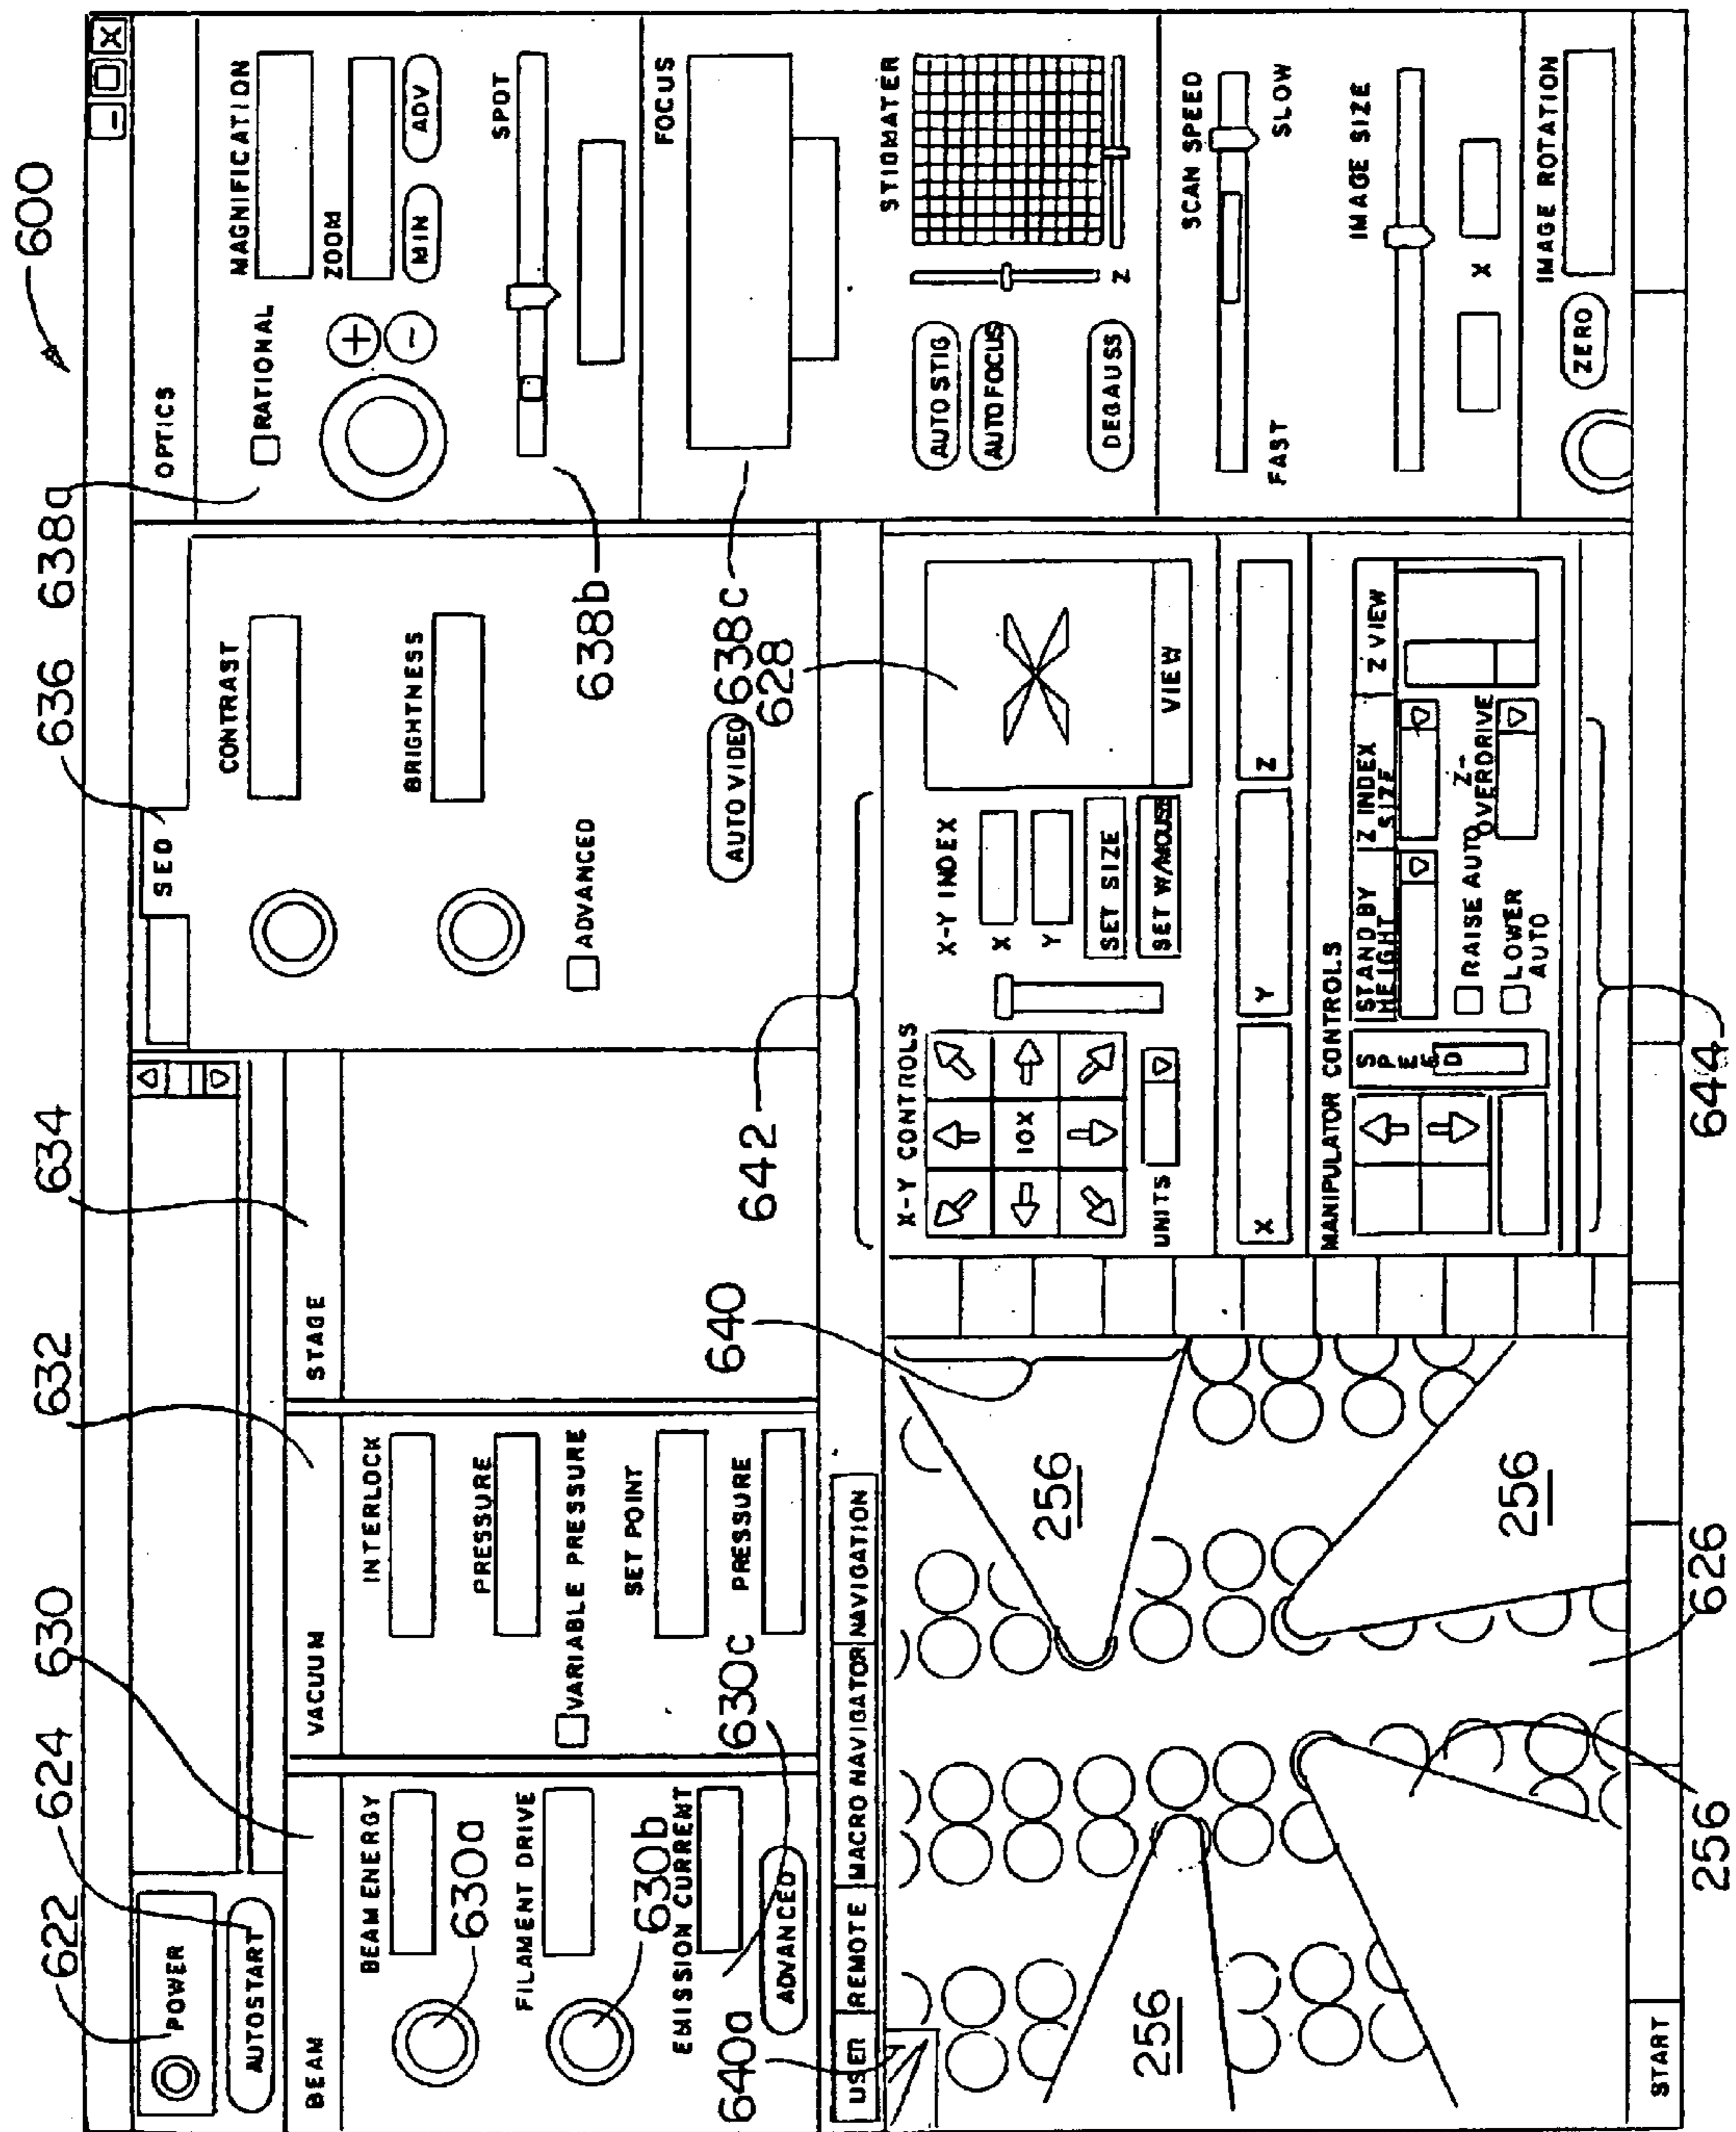 600
622
624
630
632
634
636
638a
POWER
AUTOSTART
SED
OPTICS
BEAM
VACUUM
STAGE
BEAM ENERGY
630a
FILAMENT DRIVE
630b
EMISSION CURREMT
ADVANCED
640a
INTERLOCK
PRESSURE
VARIABLE PRESSURE
SET POINT
PRESSURE
630c
CONTRAST
BRIGHTNESS
ADVANCED
AUTO VIDEO
638b
638c
628
RATIONAL
MAGNIFICATION
ZOOM
+
-
MIN
ADV
SPOT
FOCUS
USER
REMOTE
MACRO NAVIGATOR
NAVIGATION
640
642
X-Y CONTROLS
10X
UNITS
X-Y INDEX
X
Y
SET SIZE
SET W/MOUSE
VIEW
X
Y
Z
MANIPULATOR CONTROLS
SPEED
STAND BY HEIGHT
Z INDEX SIZE
Z VIEW
RAISE AUTO
Z-OVERDRIVE
LOWER AUTO
644
AUTO STIG
AUTO FOCUS
DEGAUSS
STIOMATER
Z
SCAN SPEED
FAST
SLOW
IMAGE SIZE
X
ZERO
IMAGE ROTATION
256
256
256
256
626
START